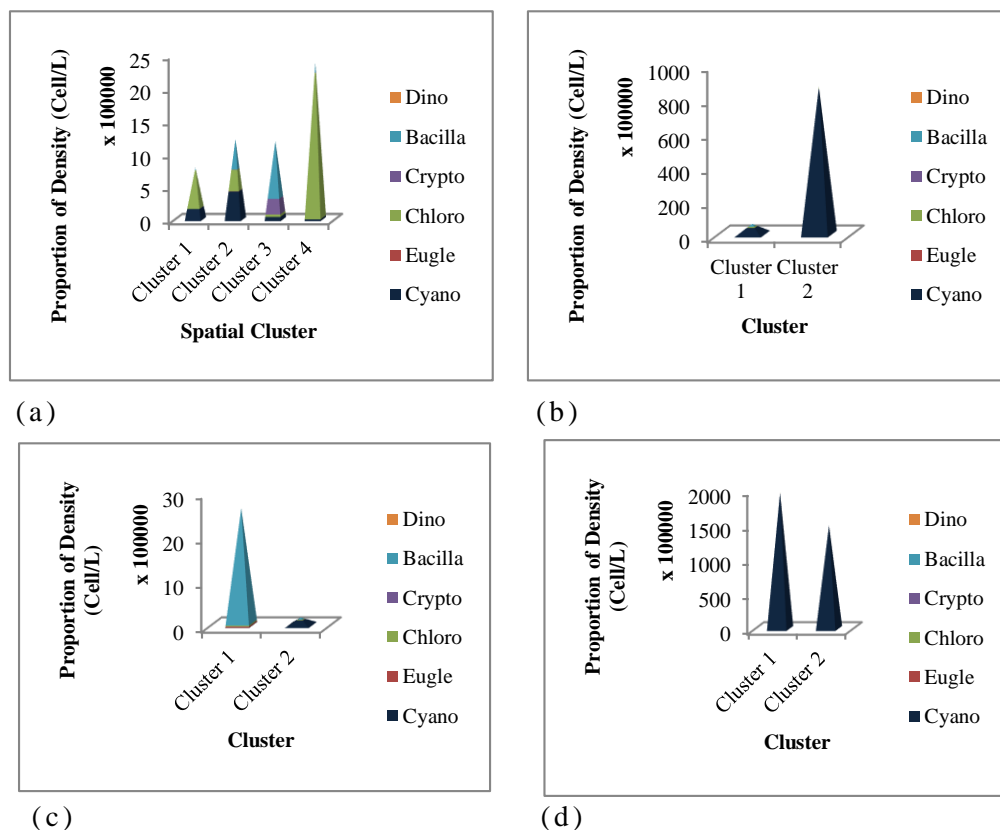 Proportion of Density (Cell/L)
x 100000
25
20
15
10
5
0
Cluster 1
Cluster 2
Cluster 3
Cluster 4
Spatial Cluster
Dino
Bacilla
Crypto
Chloro
Eugle
Cyano
(a)
Proportion of Density (Cell/L)
x 100000
1000
800
600
400
200
0
Cluster
1
Cluster
2
Cluster
Dino
Bacilla
Crypto
Chloro
Eugle
Cyano
(b)
Proportion of Density
(Cell/L)
x 100000
30
20
10
0
Cluster 1
Cluster 2
Cluster
Dino
Bacilla
Crypto
Chloro
Eugle
Cyano
(c)
Proportion of Density
(Cell/L)
x 100000
2000
1500
1000
500
0
Cluster 1
Cluster 2
Cluster
Dino
Bacilla
Crypto
Chloro
Eugle
Cyano
(d)